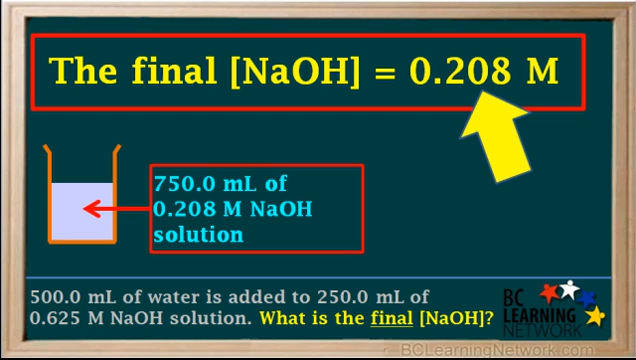 The final [NaOH] = 0.208 M
750.0 mL of
0.208 M NaOH
solution
500.0 mL of water is added to 250.0 mL of
0.625 M NaOH solution. What is the final [NaOH]?
BC
LEARNING
NETWORK
BCLearningNetwork.com